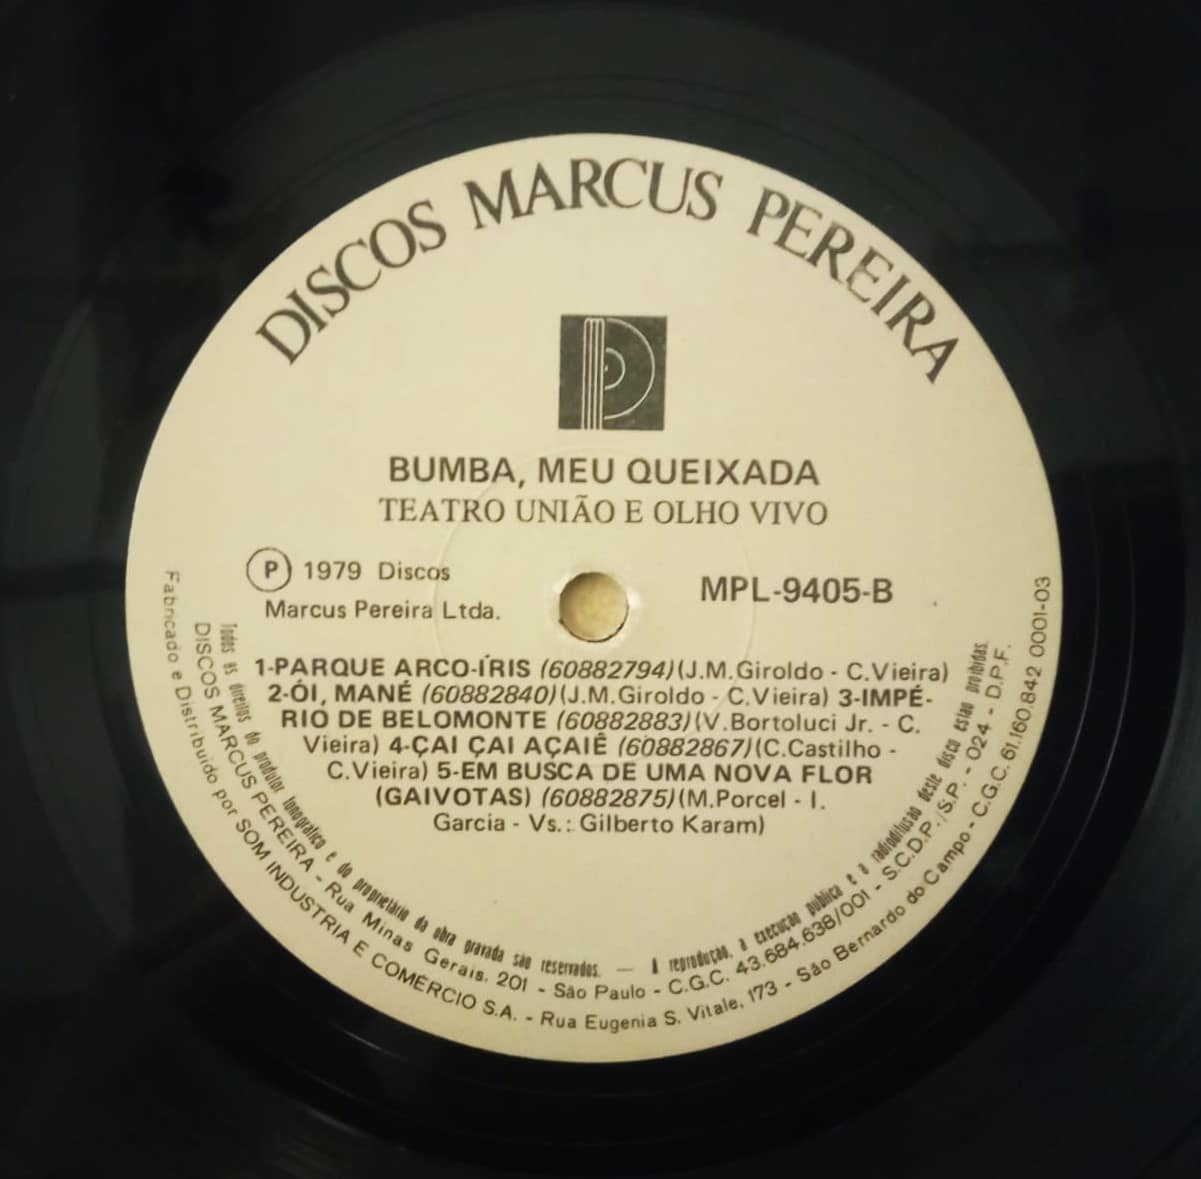 DISCOS MARCUS PEREIRA
BUMBA, MEU QUEIXADA
TEATRO UNIÃO E OLHO VIVO
P 1979 Discos
Marcus Pereira Ltda.
MPL-9405-B
1-PARQUE ARCO-ÍRIS (60882794)(J.M.Giroldo - C.Vieira)
2-ÓI, MANÉ (60882840)(J.M.Giroldo - C.Vieira) 3-IMPÉ-
RIO DE BELOMONTE (60882883)(V.Bortoluci Jr. - C.
Vieira) 4-ÇAI ÇAI AÇAIÊ (60882867)(C.Castilho -
C.Vieira) 5-EM BUSCA DE UMA NOVA FLOR
(GAIVOTAS) (60882875)(M.Porcel - I.
Garcia - Vs.: Gilberto Karam)
Todos os direitos do produtor fonográfico e do proprietário da obra gravada são reservados. — A reprodução, a execução pública e a radiodifusão deste disco estão proibidas.
DISCOS MARCUS PEREIRA - Rua Minas Gerais, 201 - São Paulo - C.G.C. 43.684.638/001 - S.C.D.P./S.P. - 024 - D.P.F.
Fabricado e Distribuído por SOM INDUSTRIA E COMÉRCIO S.A. - Rua Eugenia S. Vitale, 173 - São Bernardo do Campo - C.G.C. 61.160.842 0001-03